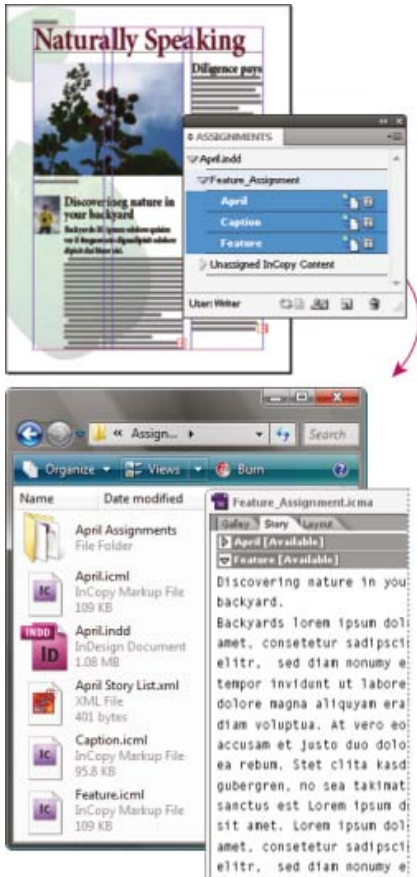 Naturally Speaking
Diligence pays
Discovering nature in
your backyard
ASSIGNMENTS
April.indd
Feature_Assignment
April
Caption
Feature
Unassigned InCopy Content
User: Writer
Assign...
Search
Organize
Views
Burn
Name
Date modified
April Assignments
File Folder
April.icml
InCopy Markup File
109 KB
INDD
ID
April.indd
InDesign Document
1.08 MB
April Story List.xml
XML File
401 bytes
IC
Caption.icml
InCopy Markup File
95.8 KB
IC
Feature.icml
InCopy Markup File
109 KB
Feature_Assignment.icma
Galley Story Layout
April [Available]
Feature [Available]
Discovering nature in you
backyard.
Backyards lorem ipsum dol
amet, consetetur sadipsci
elitr, sed diam nonumy e
tempor invidunt ut labore
dolore magna aliquyam era
diam voluptua. At vero eo
accusam et justo duo dolo
ea rebum. Stet clita kasd
gubergren, no sea takimat
sanctus est Lorem ipsum d
sit amet. Lorem ipsum dol
amet, consetetur sadipsci
elitr, sed diam nonumy e